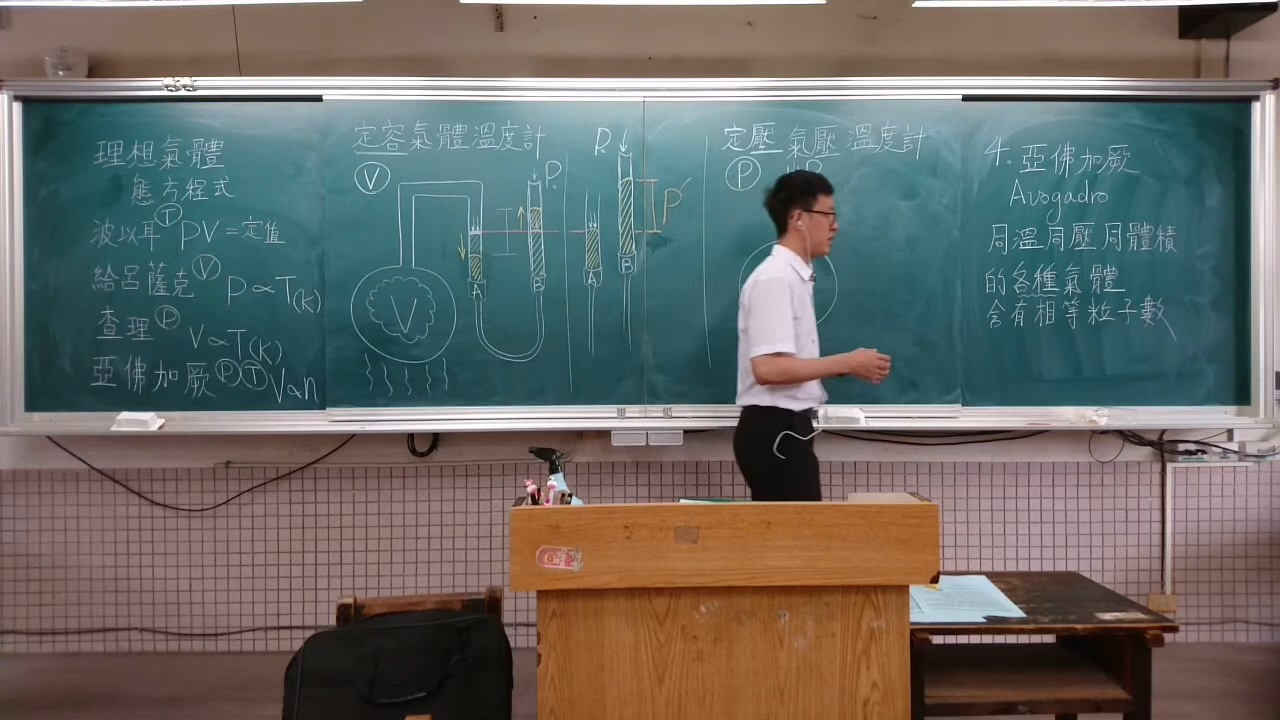 理想氣體
態方程式
波以耳 Ⓣ PV=定值
給呂薩克 Ⓥ P∝T(K)
查理 Ⓟ V∝T(K)
亞佛加厥 ⓅⓉ V∝n
定容氣體溫度計
Ⓥ
V
A
B
P。
A
B
P。
P′
定壓氣壓溫度計
Ⓟ
4. 亞佛加厥
Avogadro
同溫同壓同體積
的各種氣體
含有相等粒子數